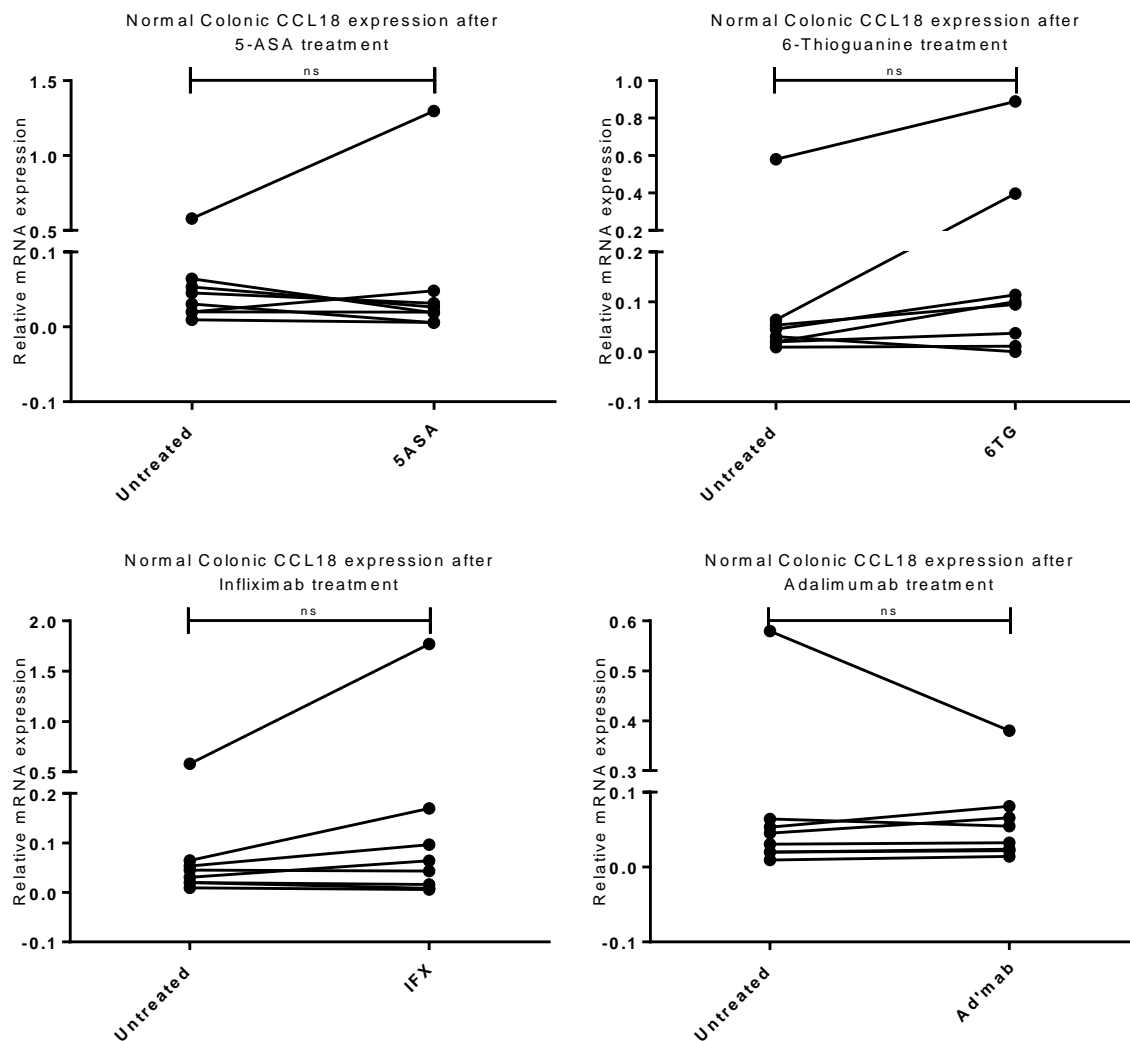 Normal Colonic CCL18 expression after
5-ASA treatment
ns
1.5
1.0
0.5
0.1
0.0
-0.1
Relative mRNA expression
Untreated
5ASA
Normal Colonic CCL18 expression after
6-Thioguanine treatment
ns
1.0
0.8
0.6
0.4
0.2
0.2
0.1
0.0
-0.1
Relative mRNA expression
Untreated
6TG
Normal Colonic CCL18 expression after
Infliximab treatment
ns
2.0
1.5
1.0
0.5
0.2
0.1
0.0
-0.1
Relative mRNA expression
Untreated
IFX
Normal Colonic CCL18 expression after
Adalimumab treatment
ns
0.6
0.5
0.4
0.3
0.1
0.0
-0.1
Relative mRNA expression
Untreated
Ad'mab